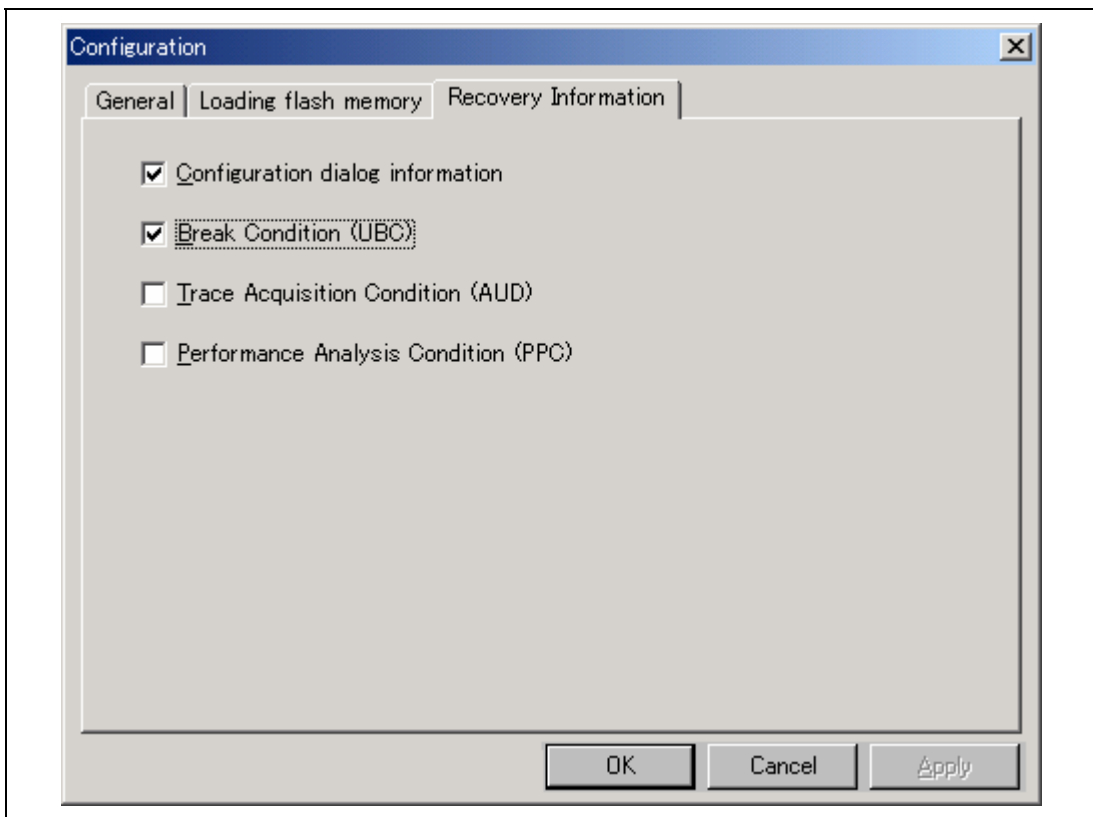 Configuration
General Loading flash memory Recovery Information
Configuration dialog information
Break Condition (UBC)
Trace Acquisition Condition (AUD)
Performance Analysis Condition (PPC)
OK Cancel Apply